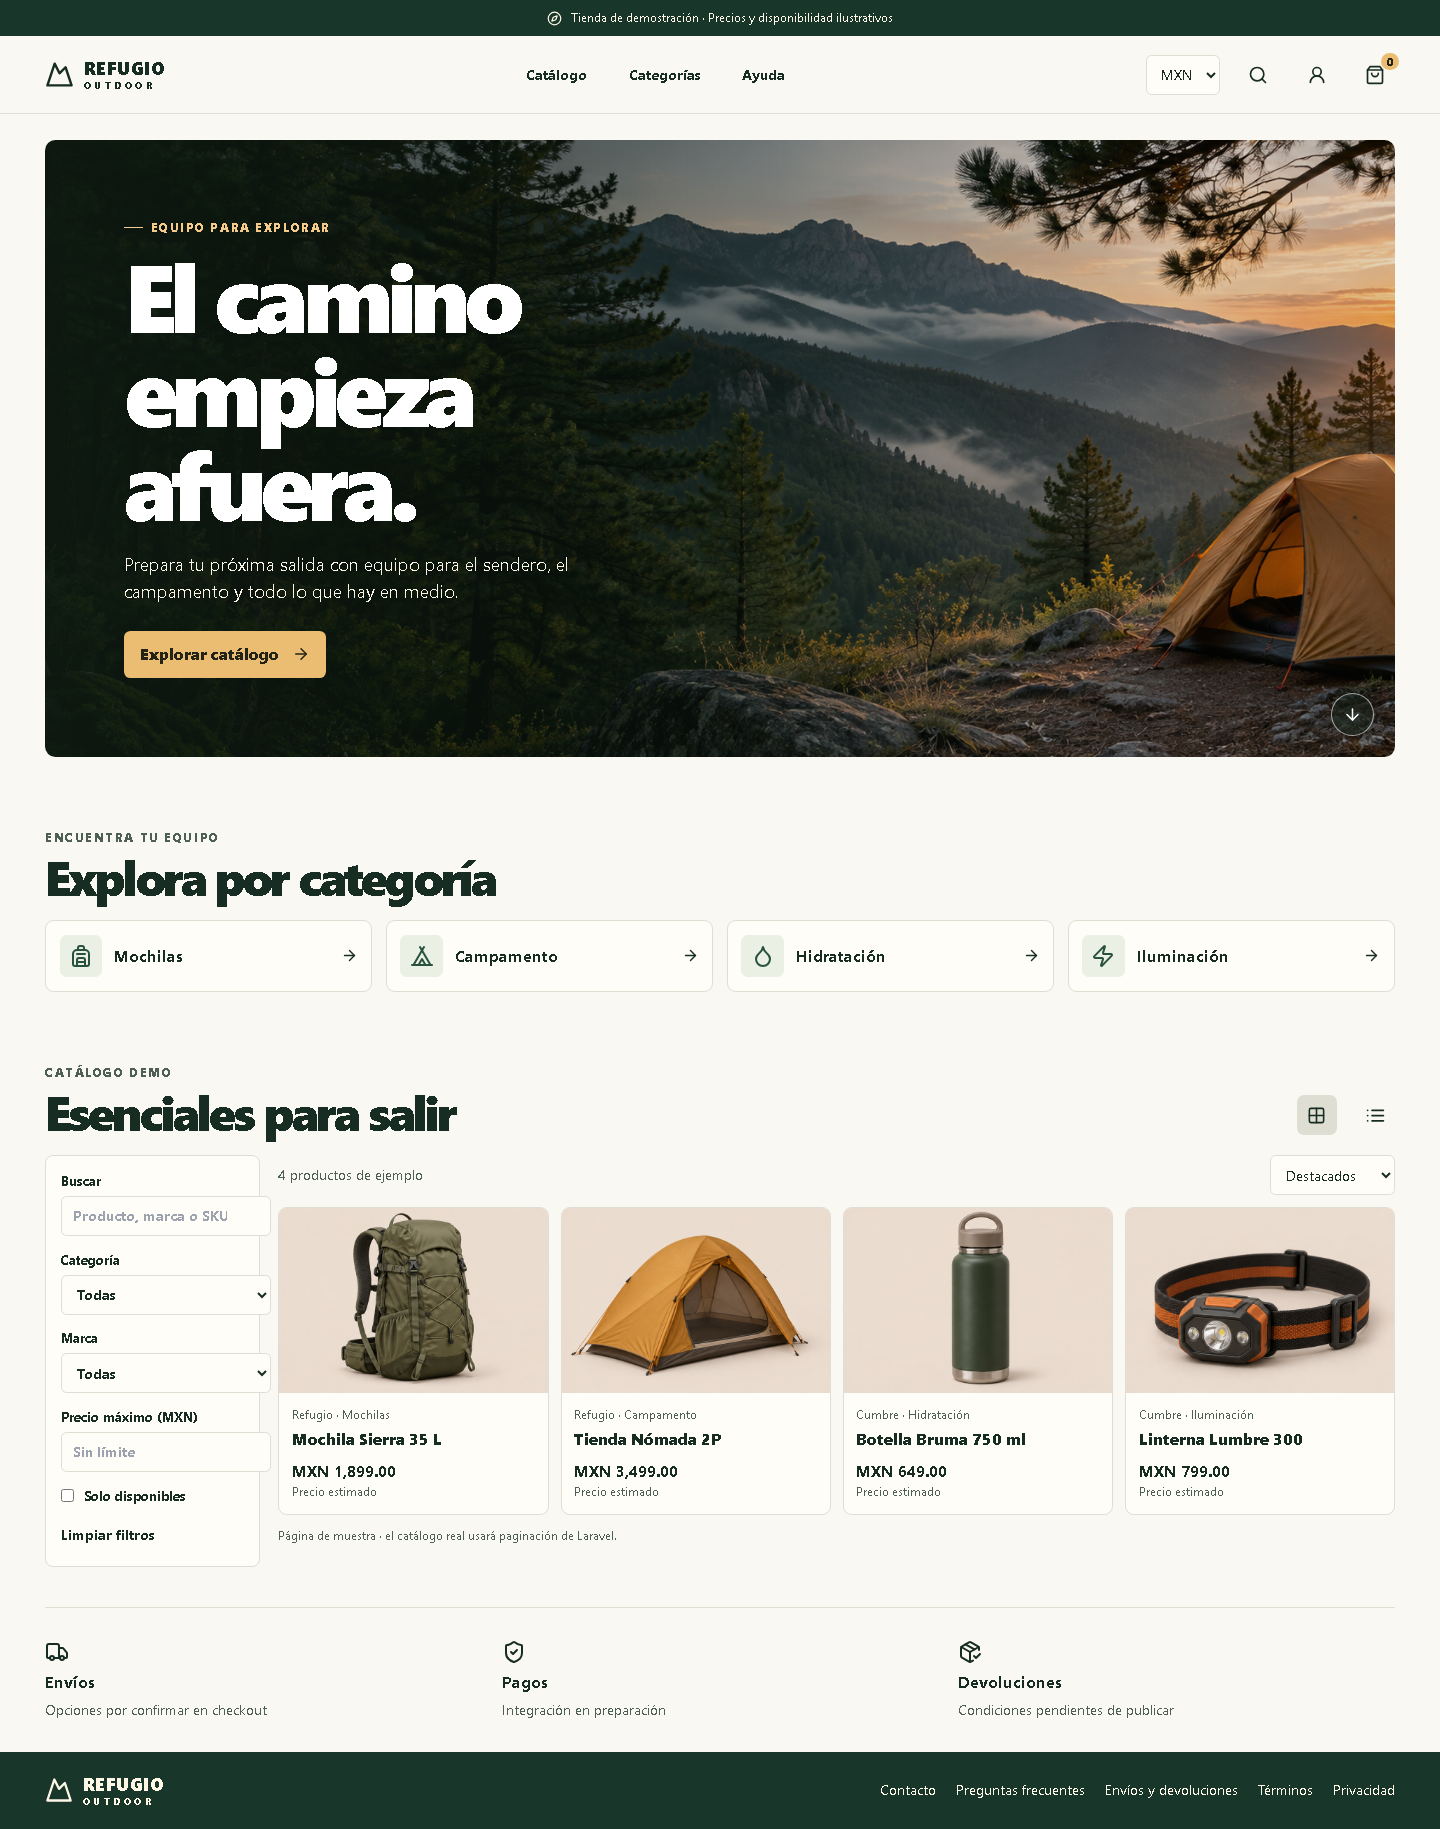 Tienda de demostración · Precios y disponibilidad ilustrativos
REFUGIO
OUTDOOR
Catálogo
Categorías
Ayuda
MXN
0
EQUIPO PARA EXPLORAR
El camino
empieza
afuera.
Prepara tu próxima salida con equipo para el sendero, el
campamento y todo lo que hay en medio.
Explorar catálogo
ENCUENTRA TU EQUIPO
Explora por categoría
Mochilas
Campamento
Hidratación
Iluminación
CATÁLOGO DEMO
Esenciales para salir
Buscar
Producto, marca o SKU
Categoría
Todas
Marca
Todas
Precio máximo (MXN)
Sin límite
Solo disponibles
Limpiar filtros
4 productos de ejemplo
Destacados
Refugio · Mochilas
Mochila Sierra 35 L
MXN 1,899.00
Precio estimado
Refugio · Campamento
Tienda Nómada 2P
MXN 3,499.00
Precio estimado
Cumbre · Hidratación
Botella Bruma 750 ml
MXN 649.00
Precio estimado
Cumbre · Iluminación
Linterna Lumbre 300
MXN 799.00
Precio estimado
Página de muestra · el catálogo real usará paginación de Laravel.
Envíos
Opciones por confirmar en checkout
Pagos
Integración en preparación
Devoluciones
Condiciones pendientes de publicar
REFUGIO
OUTDOOR
Contacto
Preguntas frecuentes
Envíos y devoluciones
Términos
Privacidad